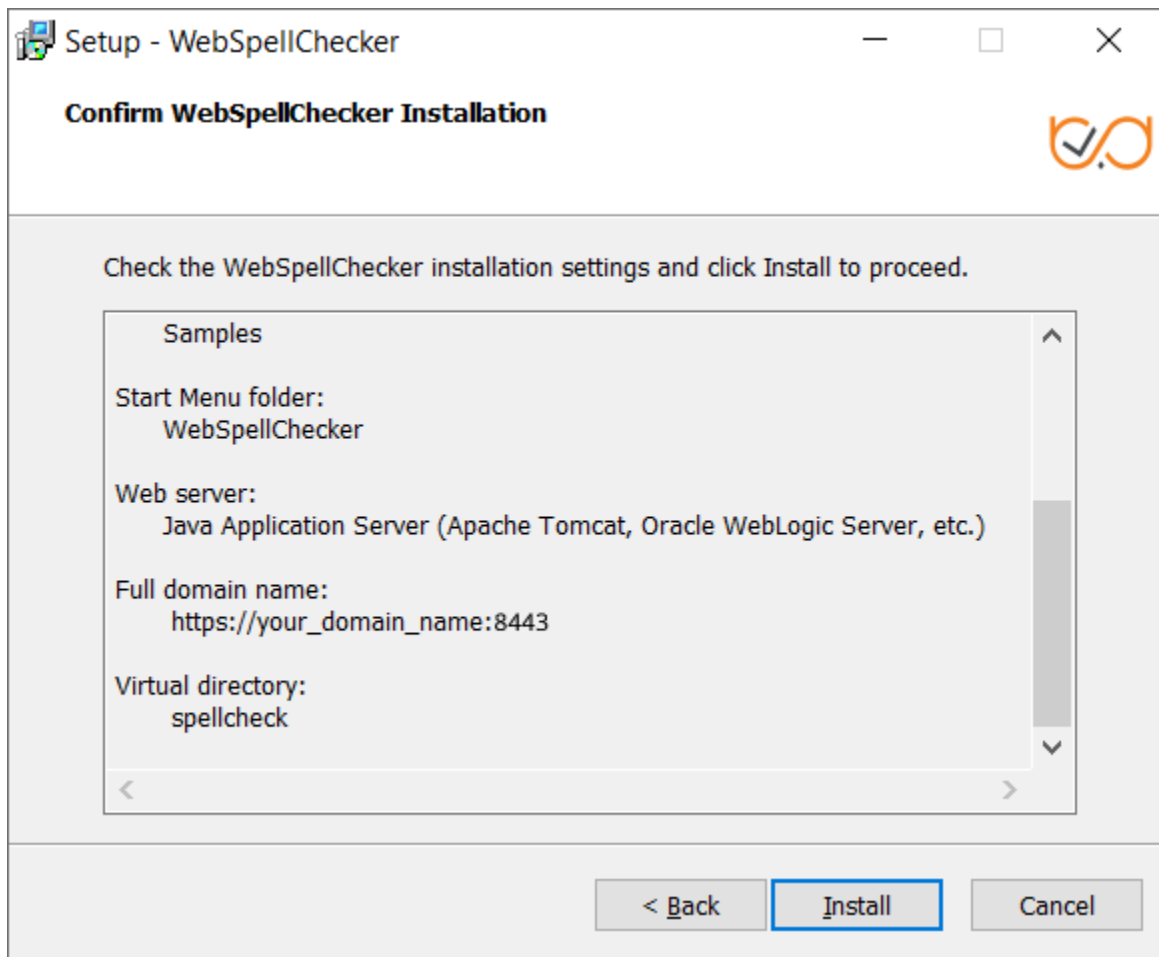 Setup - WebSpellChecker
Confirm WebSpellChecker Installation
Check the WebSpellChecker installation settings and click Install to proceed.
Samples
Start Menu folder:
WebSpellChecker
Web server:
Java Application Server (Apache Tomcat, Oracle WebLogic Server, etc.)
Full domain name:
https://your_domain_name:8443
Virtual directory:
spellcheck
< Back
Install
Cancel